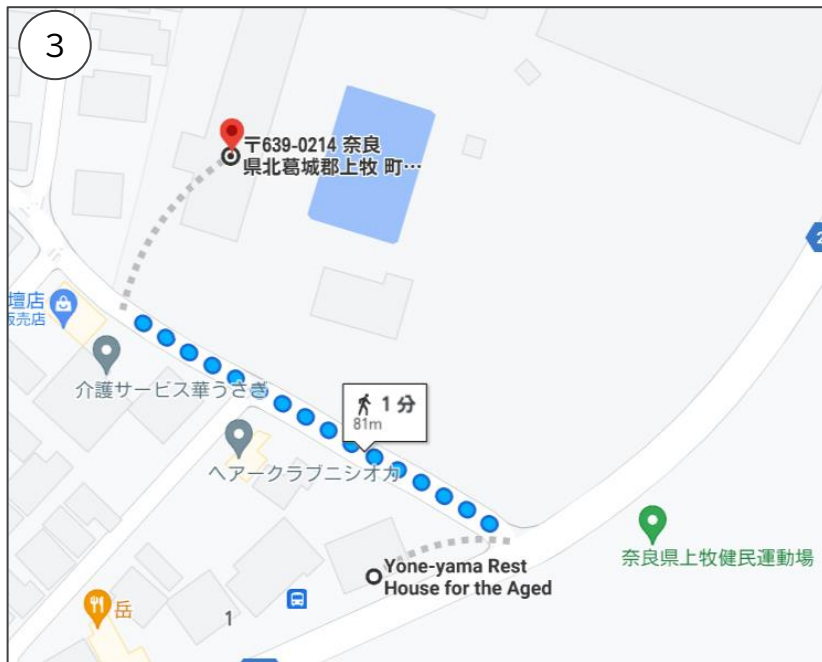 3
〒639-0214 奈良
県北葛城郡上牧 町…
2
壇店
販売店
介護サービス華うさぎ
1 分
81m
ヘアークラブニシオカ
奈良県上牧健民運動場
Yone-yama Rest
House for the Aged
岳
1